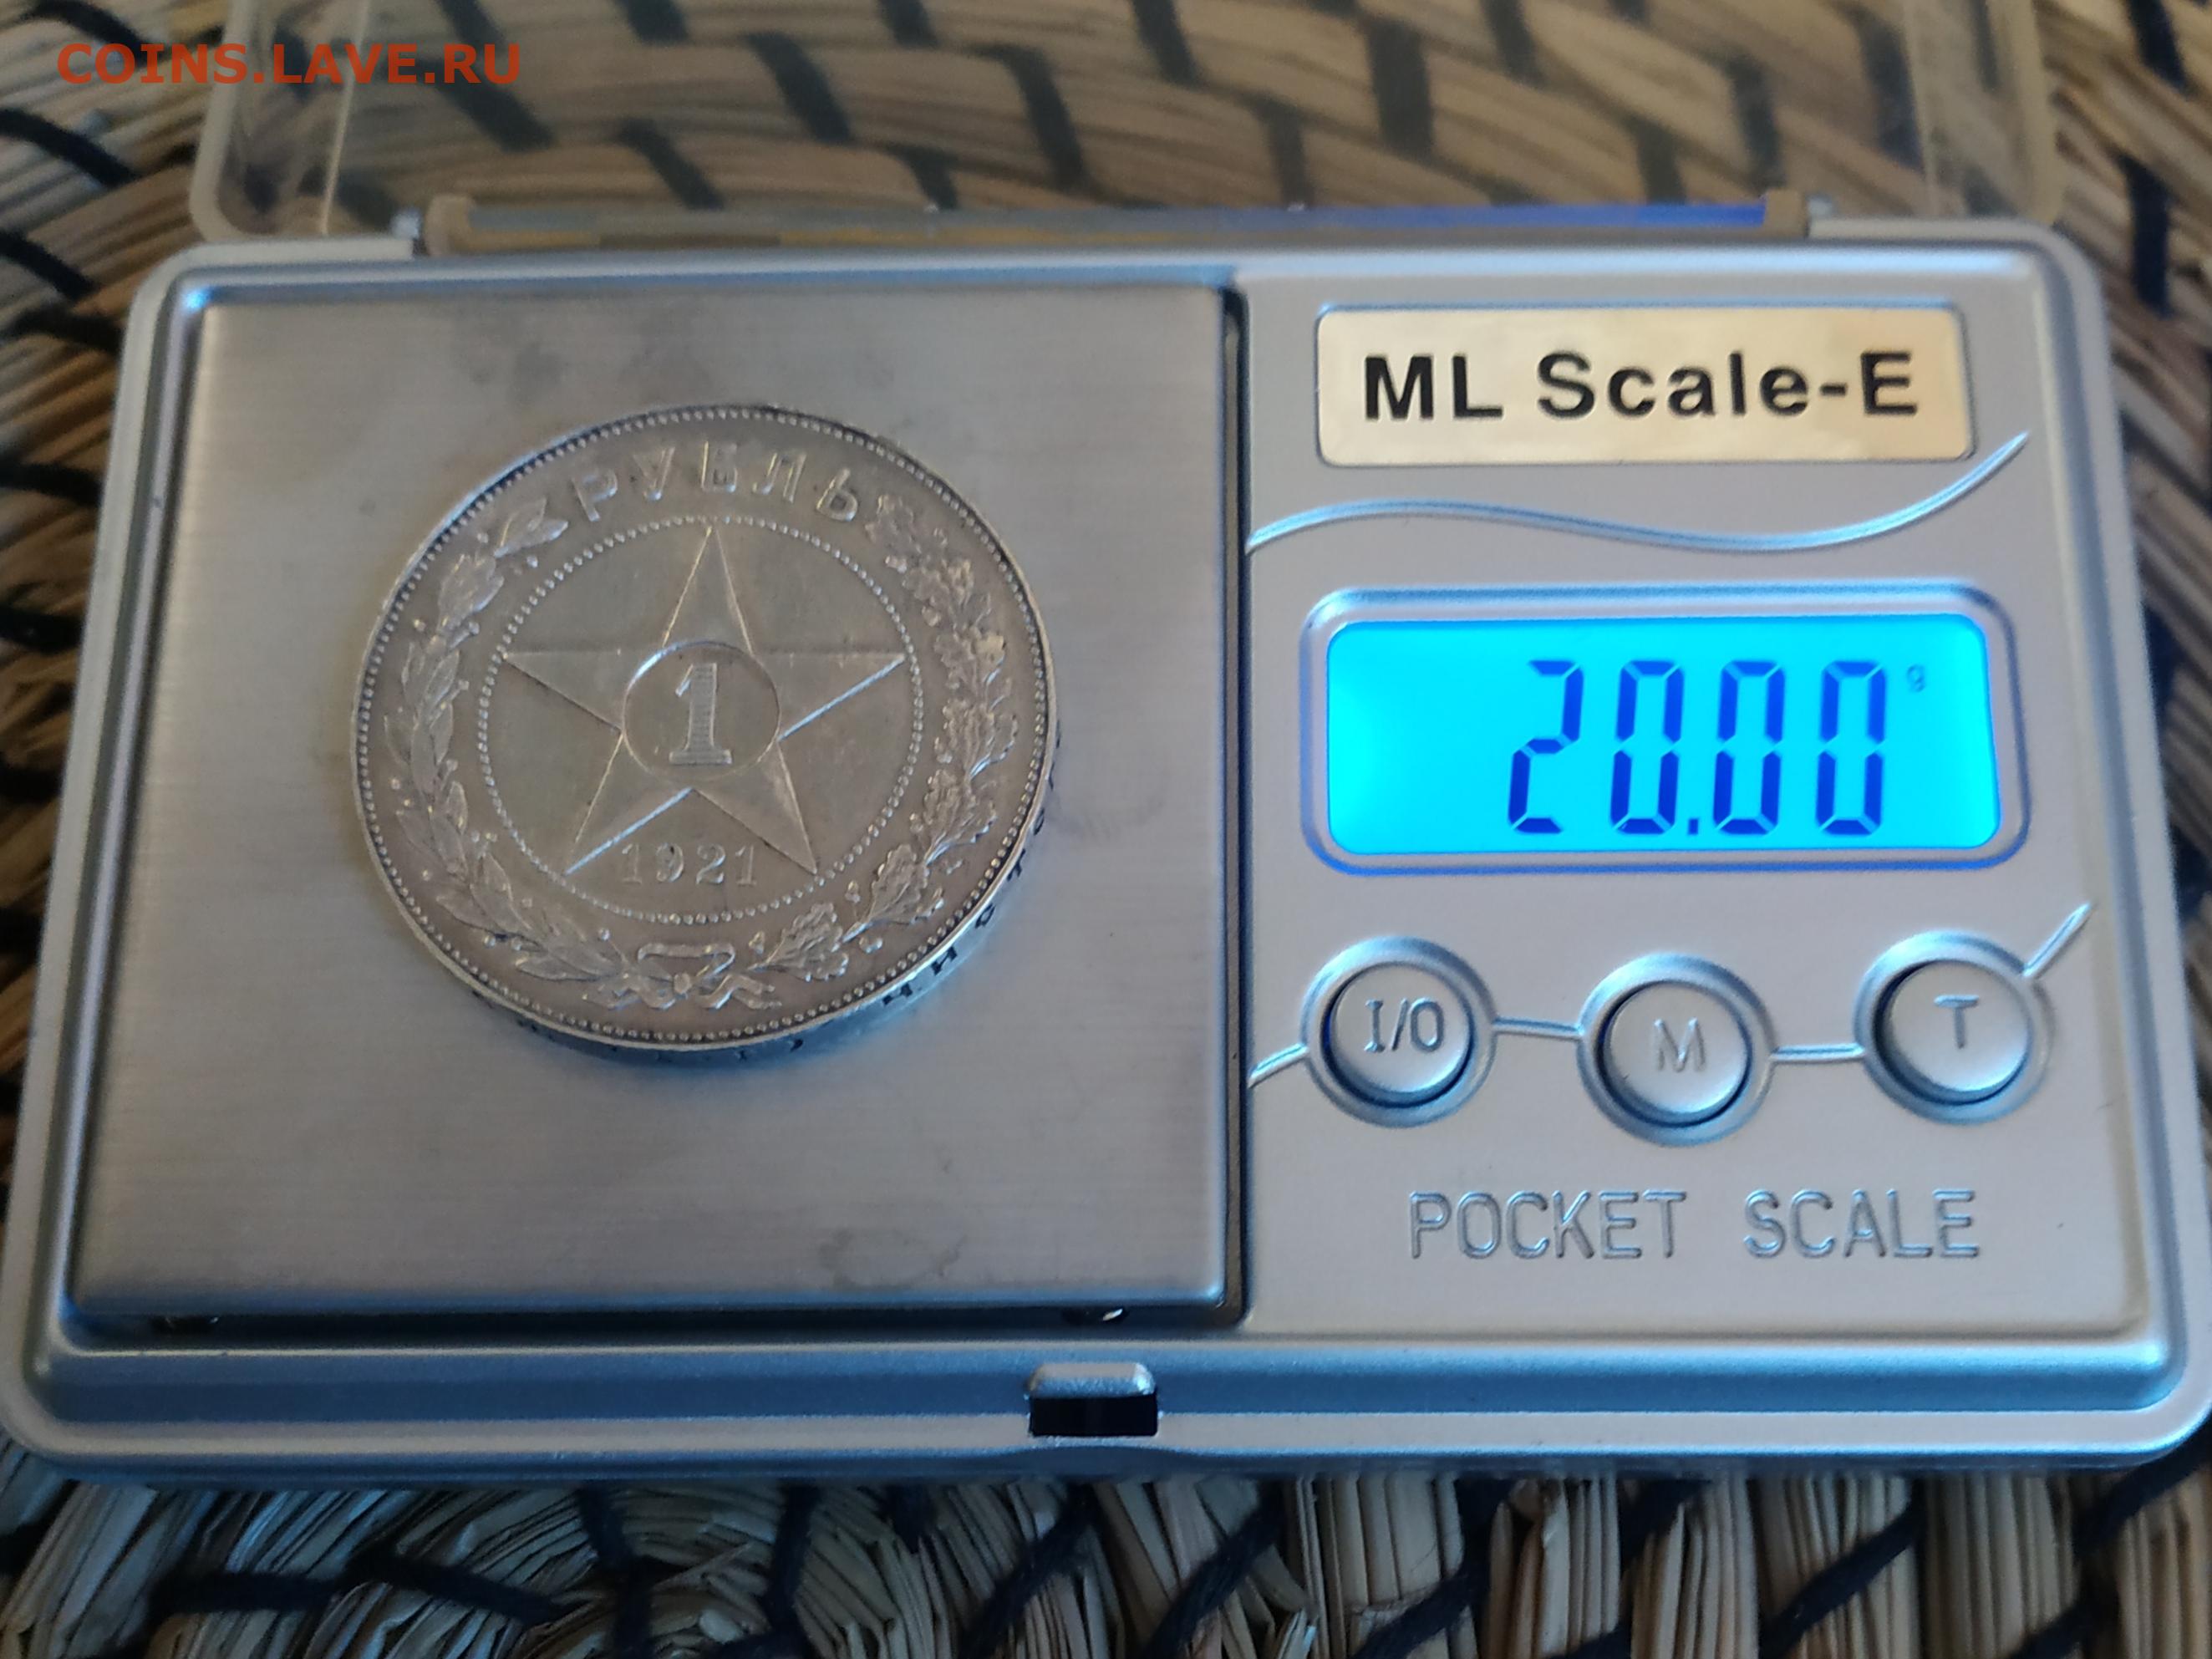 COINS.LAVE.RU
ML Scale-E
РУБЛЬ
1
1921
20.00 g
I/O
M
T
POCKET SCALE